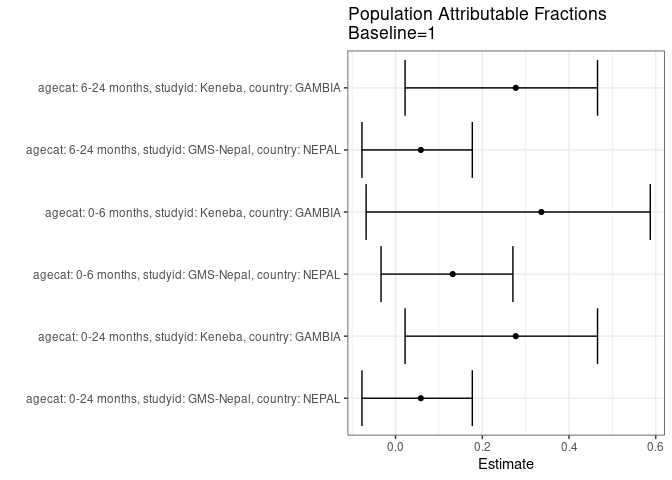 Population Attributable Fractions
Baseline=1
agecat: 6-24 months, studyid: Keneba, country: GAMBIA
agecat: 6-24 months, studyid: GMS-Nepal, country: NEPAL
agecat: 0-6 months, studyid: Keneba, country: GAMBIA
agecat: 0-6 months, studyid: GMS-Nepal, country: NEPAL
agecat: 0-24 months, studyid: Keneba, country: GAMBIA
agecat: 0-24 months, studyid: GMS-Nepal, country: NEPAL
0.0 0.2 0.4 0.6
Estimate